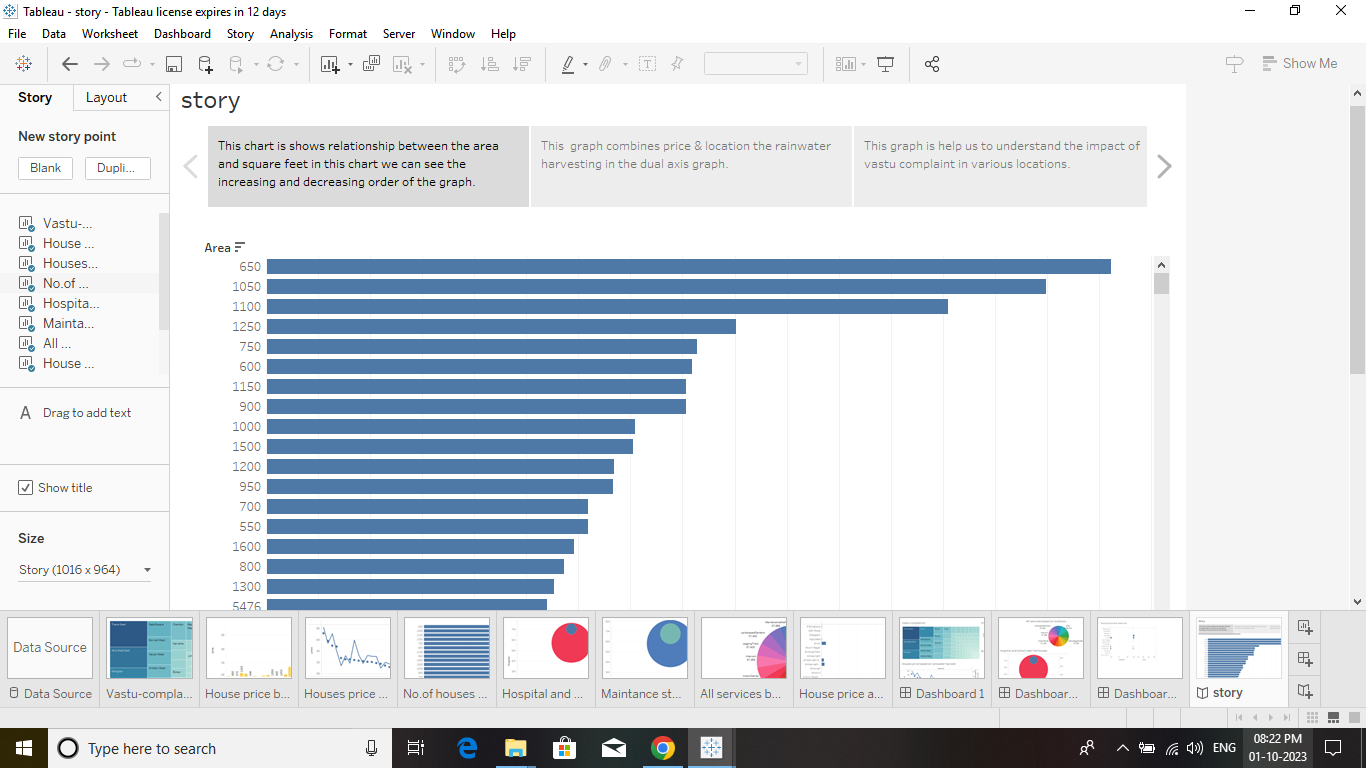 Tableau - story - Tableau license expires in 12 days
File Data Worksheet Dashboard Story Analysis Format Server Window Help
Show Me
Story Layout
New story point
Blank Dupli...
Vastu-...
House ...
Houses...
No.of ...
Hospita...
Mainta...
All ...
House ...
A Drag to add text
Show title
Size
Story (1016 x 964)
story
This chart is shows relationship between the area
and square feet in this chart we can see the
increasing and decreasing order of the graph.
This graph combines price & location the rainwater
harvesting in the dual axis graph.
This graph is help us to understand the impact of
vastu complaint in various locations.
Area
650
1050
1100
1250
750
600
1150
900
1000
1500
1200
950
700
550
1600
800
1300
5476
Data Source
Data Source Vastu-compla... House price b... Houses price ... No.of houses ... Hospital and ... Maintance st... All services b... House price a... Dashboard 1 Dashboar... Dashboar... story
Type here to search
ENG
08:22 PM
01-10-2023